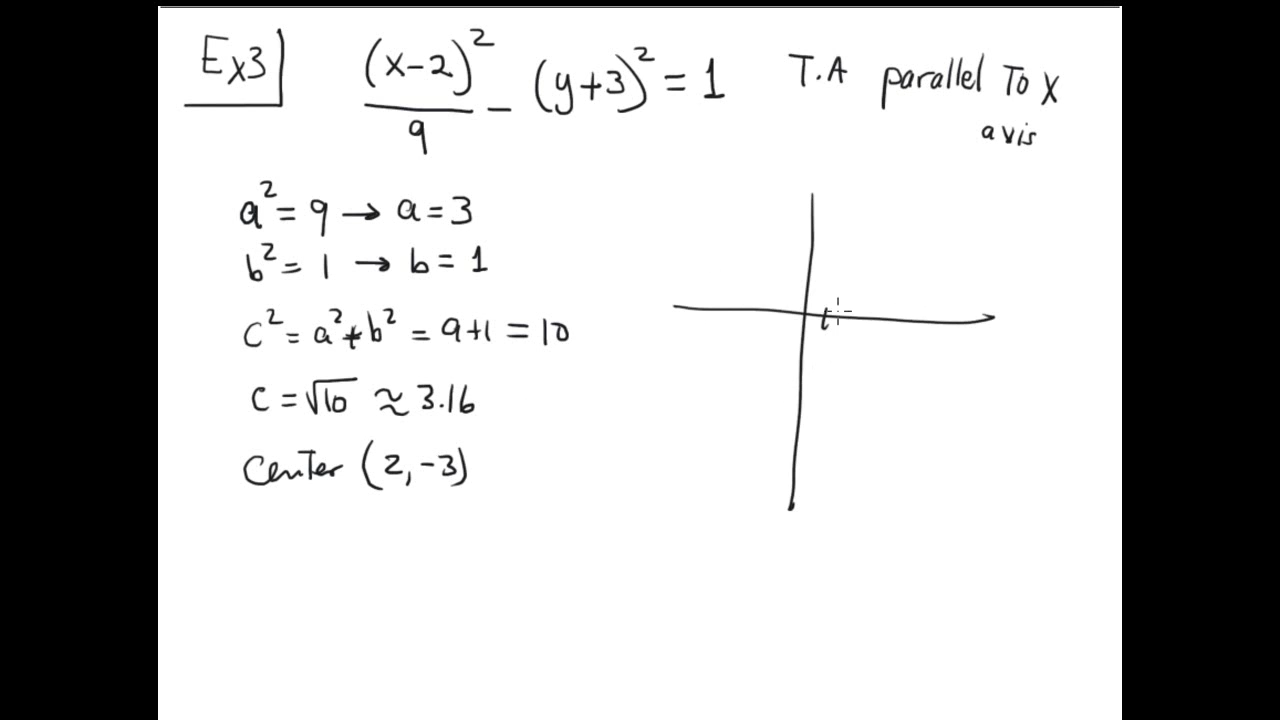 Ex3 (x-2)²/9 - (y+3)² = 1 T.A parallel To X
axis
a² = 9 → a = 3
b² = 1 → b = 1
c² = a² + b² = 9+1 = 10
c = √10 ≈ 3.16
Center (2, -3)